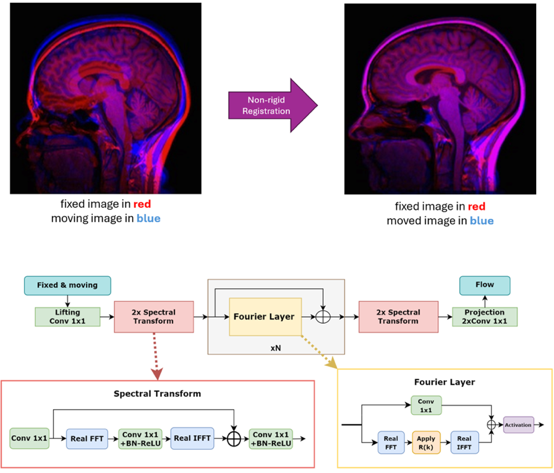 Non-rigid
Registration
fixed image in red
moving image in blue
fixed image in red
moved image in blue
Fixed & moving
Lifting
Conv 1x1
2x Spectral
Transform
Fourier Layer
xN
2x Spectral
Transform
Flow
Projection
2xConv 1x1
Spectral Transform
Conv 1x1
Real FFT
Conv 1x1
+BN-ReLU
Real IFFT
Conv 1x1
+BN-ReLU
Fourier Layer
Conv
1x1
Real
FFT
Apply
R(k)
Real
IFFT
Activation